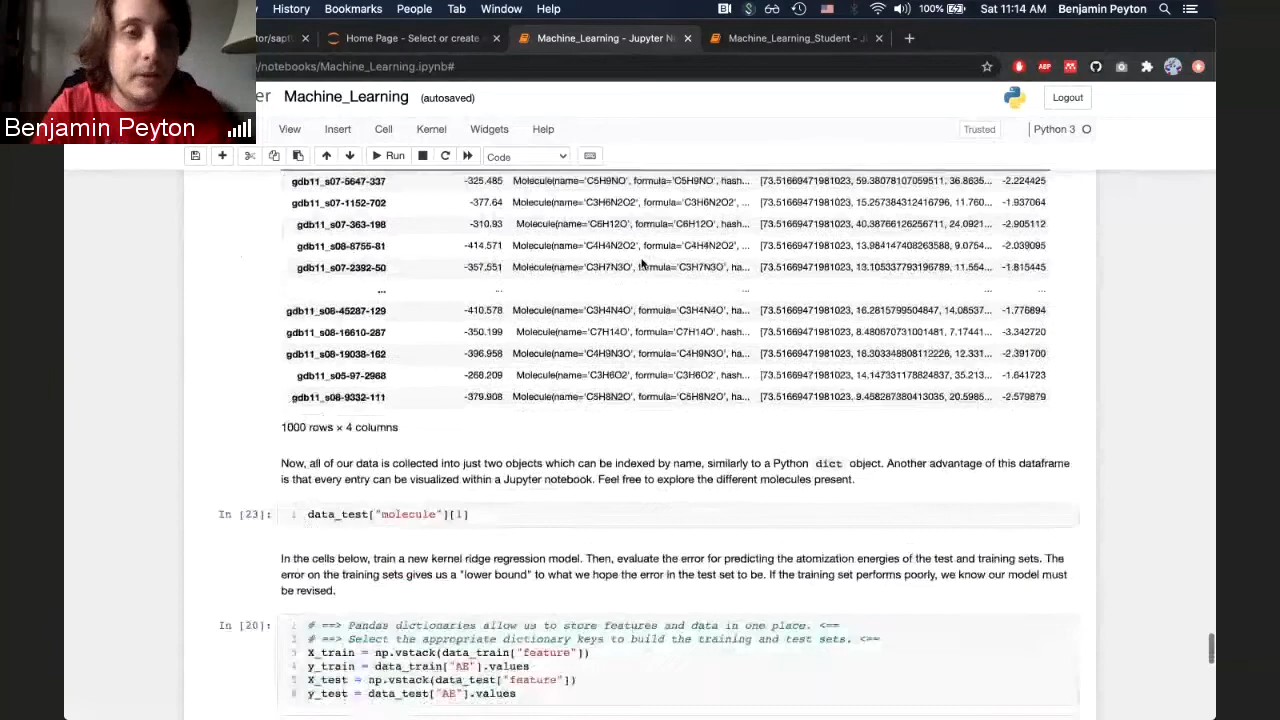 Bookmarks People Tab Window Help 100% Sat 11:14 AM Benjamin Peyton
Home Page - Select or create Machine_Learning - Jupyter N Machine_Learning_Student - J
s/notebooks/Machine_Learning.ipynb#
Machine_Learning (autosaved) Logout
Benjamin Peyton
View Insert Cell Kernel Widgets Help Trusted Python 3
Run Code
gdb11_s07-5647-337 -325.485 Molecule(name='C5H9NO', formula='C5H9NO', hash... [73.51669471981023, 59.38078107059511, 36.8635... -2.224425
gdb11_s07-1152-702 -377.64 Molecule(name='C3H6N2O2', formula='C3H6N2O2', ... [73.51669471981023, 15.257384312416796, 11.760... -1.937064
gdb11_s07-363-198 -310.93 Molecule(name='C6H12O', formula='C6H12O', hash... [73.51669471981023, 40.38766126256711, 24.0921... -2.905112
gdb11_s08-8755-81 -414.571 Molecule(name='C4H4N2O2', formula='C4H4N2O2', ... [73.51669471981023, 13.984147408263588, 9.0754... -2.039095
gdb11_s07-2392-50 -357.551 Molecule(name='C3H7N3O', formula='C3H7N3O', ha... [73.51669471981023, 13.105337793196789, 11.554... -1.815445
... ... ... ... ...
gdb11_s08-45287-129 -410.578 Molecule(name='C3H4N4O', formula='C3H4N4O', ha... [73.51669471981023, 16.2815799504847, 14.08537... -1.776894
gdb11_s08-16610-287 -350.199 Molecule(name='C7H14O', formula='C7H14O', hash... [73.51669471981023, 8.480670731001481, 7.17441... -3.342720
gdb11_s08-19038-162 -396.958 Molecule(name='C4H9N3O', formula='C4H9N3O', ha... [73.51669471981023, 16.303348808112226, 12.331... -2.391700
gdb11_s05-97-2968 -268.209 Molecule(name='C3H6O2', formula='C3H6O2', hash... [73.51669471981023, 14.147331178824837, 35.213... -1.641723
gdb11_s08-9332-111 -379.908 Molecule(name='C5H8N2O', formula='C5H8N2O', ha... [73.51669471981023, 9.458287380413035, 20.5985... -2.579879
1000 rows × 4 columns
Now, all of our data is collected into just two objects which can be indexed by name, similarly to a Python dict object. Another advantage of this dataframe
is that every entry can be visualized within a Jupyter notebook. Feel free to explore the different molecules present.
In [23]: 1 data_test["molecule"][1]
In the cells below, train a new kernel ridge regression model. Then, evaluate the error for predicting the atomization energies of the test and training sets. The
error on the training sets gives us a "lower bound" to what we hope the error in the test set to be. If the training set performs poorly, we know our model must
be revised.
In [20]: 1 # ==> Pandas dictionaries allow us to store features and data in one place. <==
2 # ==> Select the appropriate dictionary keys to build the training and test sets. <==
3 X_train = np.vstack(data_train["feature"])
4 y_train = data_train["AE"].values
5 X_test = np.vstack(data_test["feature"])
6 y_test = data_test["AE"].values